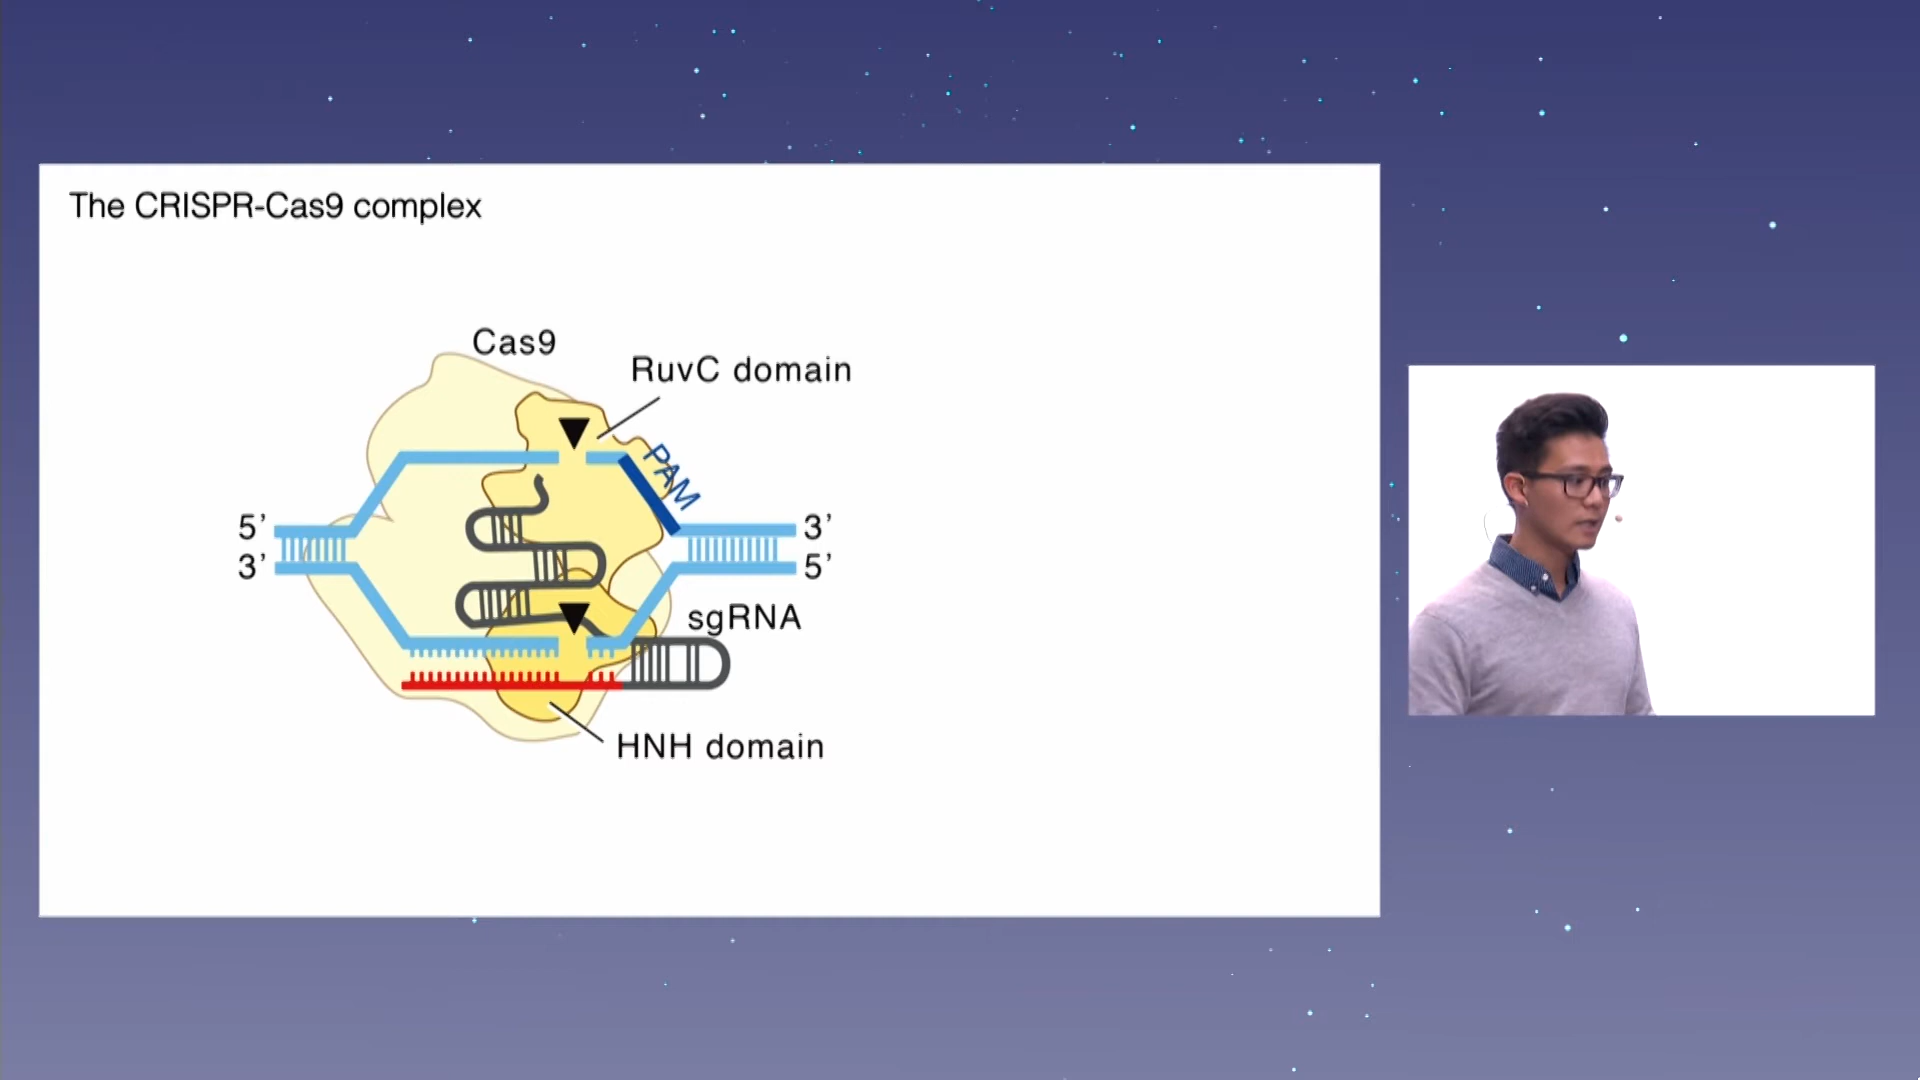 The CRISPR-Cas9 complex
Cas9
RuvC domain
PAM
5’
3’
3’
5’
sgRNA
HNH domain